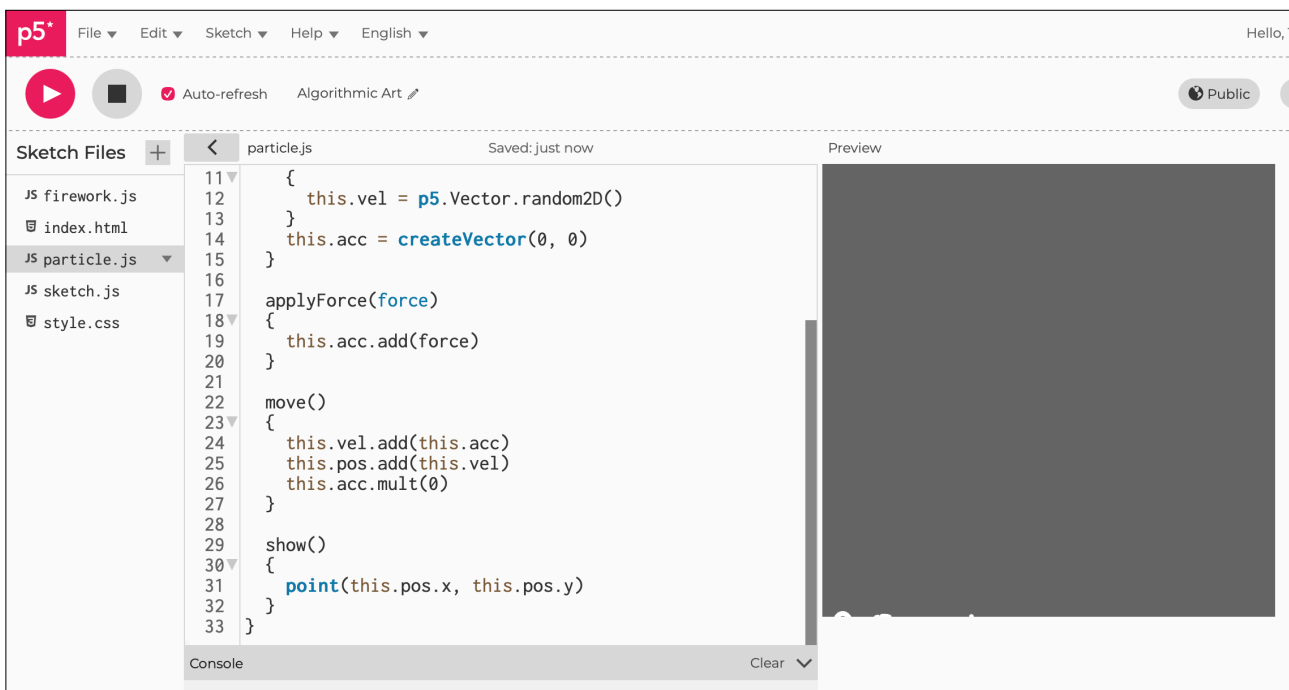 p5* File Edit Sketch Help English Hello,
Auto-refresh Algorithmic Art Public
Sketch Files + particle.js Saved: just now Preview
JS firework.js
index.html
JS particle.js
JS sketch.js
style.css
11 {
12 this.vel = p5.Vector.random2D()
13 }
14 this.acc = createVector(0, 0)
15 }
16
17 applyForce(force)
18 {
19 this.acc.add(force)
20 }
21
22 move()
23 {
24 this.vel.add(this.acc)
25 this.pos.add(this.vel)
26 this.acc.mult(0)
27 }
28
29 show()
30 {
31 point(this.pos.x, this.pos.y)
32 }
33 }
Console Clear